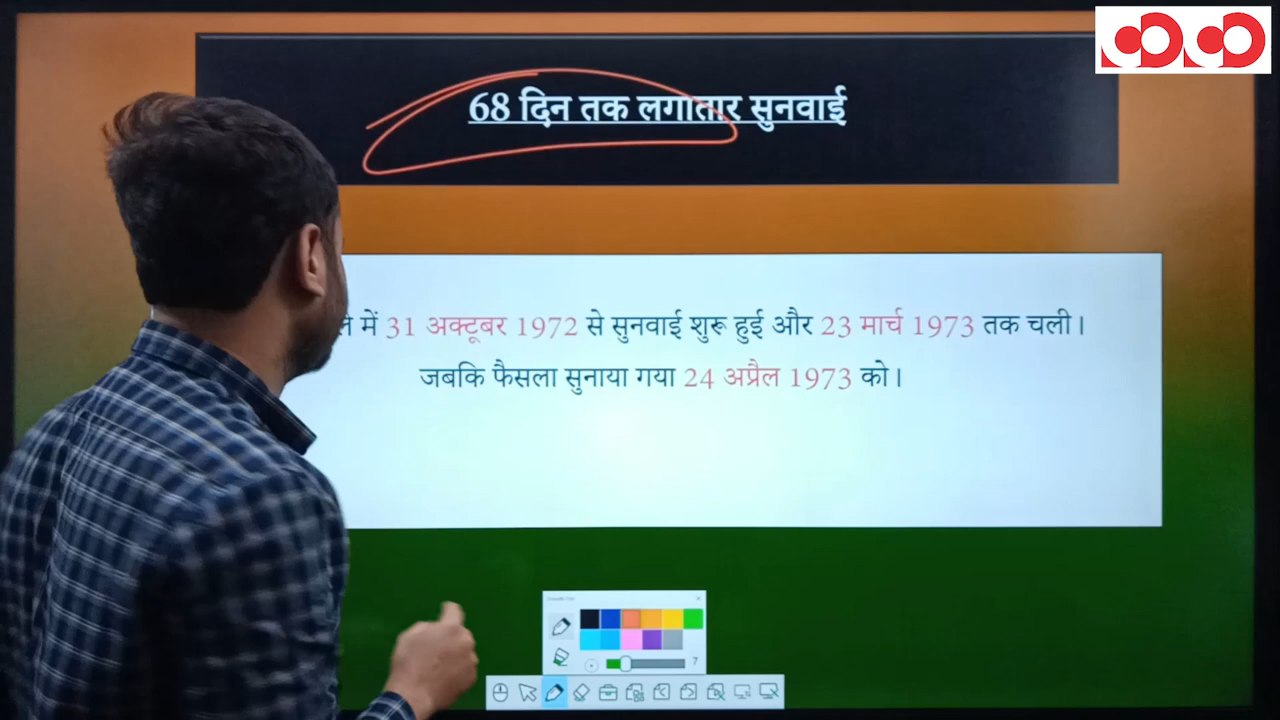 68 दिन तक लगातार सुनवाई
में 31 अक्टूबर 1972 से सुनवाई शुरू हुई और 23 मार्च 1973 तक चली।
जबकि फैसला सुनाया गया 24 अप्रैल 1973 को।
7